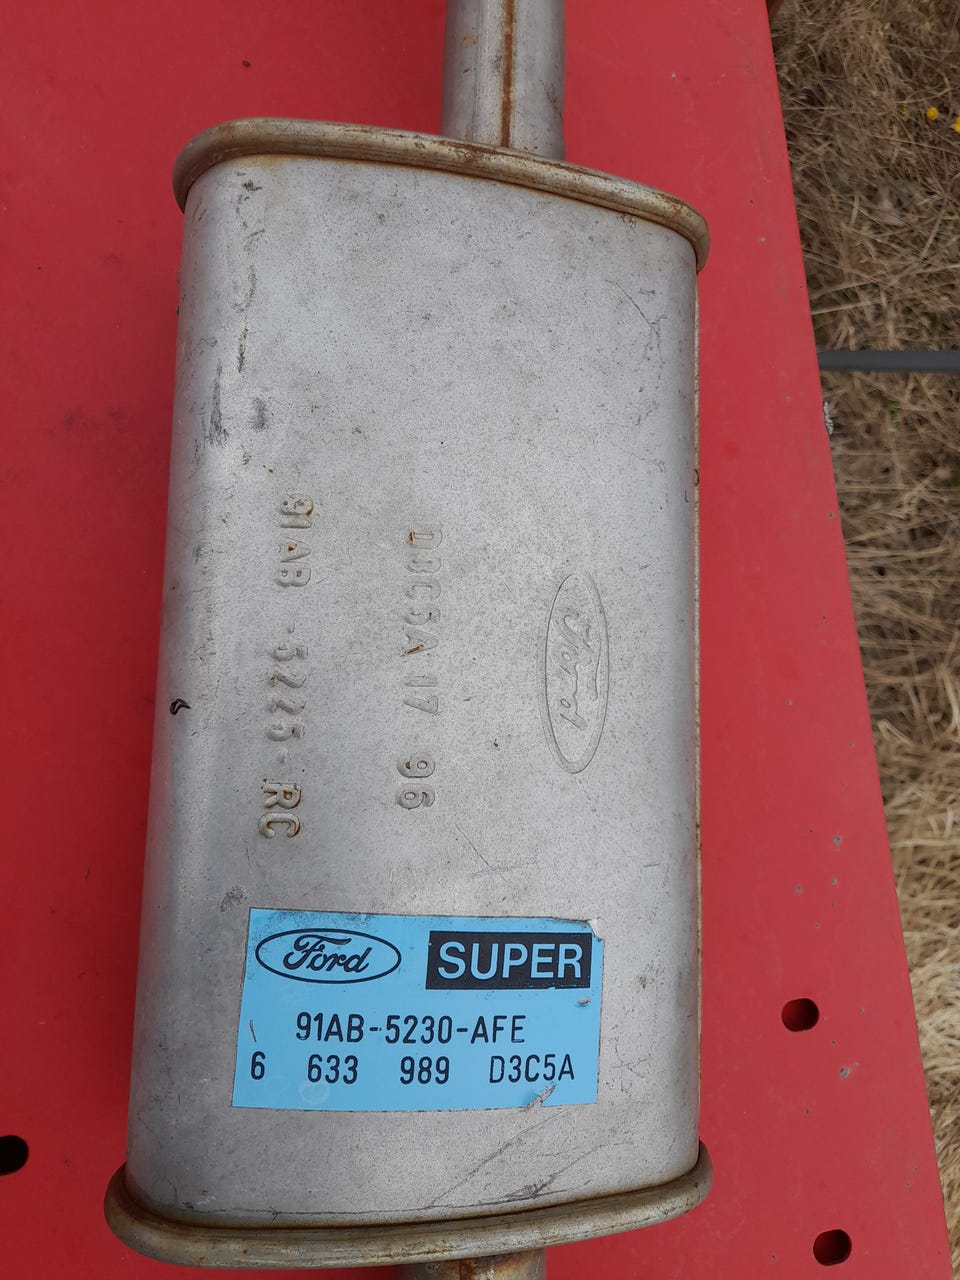 91AB-5225-RC
D3C5A 17 96
Ford
Ford SUPER
91AB-5230-AFE
6 633 989 D3C5A